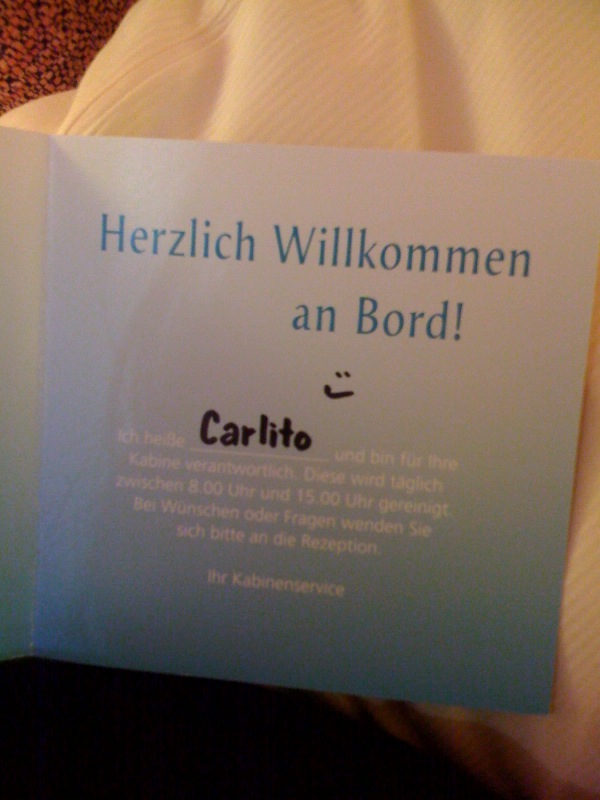 Herzlich Willkommen
an Bord!
Ich heiße Carlito und bin für Ihre
Kabine verantwortlich. Diese wird täglich
zwischen 8.00 Uhr und 15.00 Uhr gereinigt.
Bei Wünschen oder Fragen wenden Sie
sich bitte an die Rezeption.
Ihr Kabinenservice